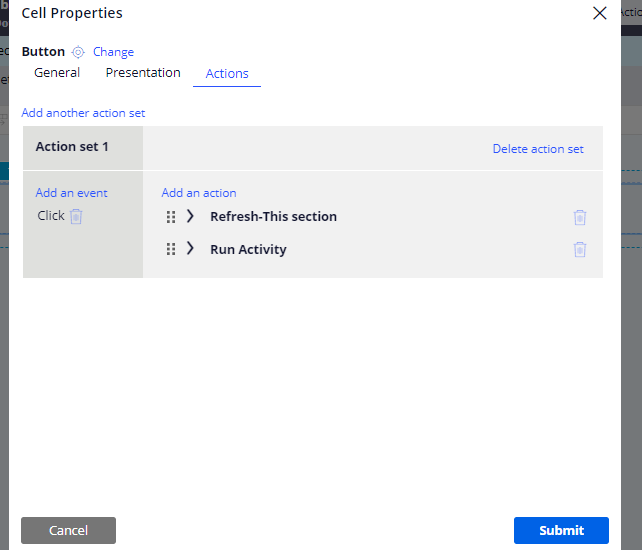 Cell Properties
Button Change
General Presentation Actions
Add another action set
Action set 1 Delete action set
Add an event Add an action
Click Refresh-This section
Run Activity
Cancel Submit